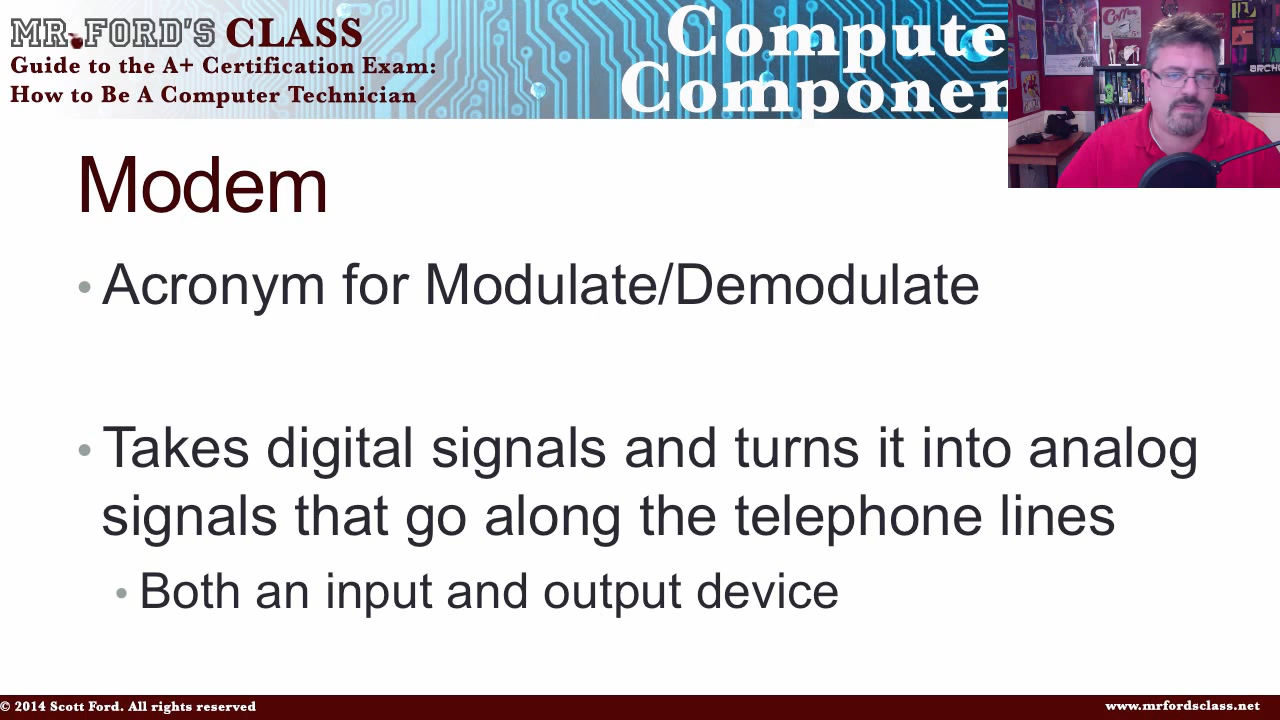 MR. FORD'S CLASS
Guide to the A+ Certification Exam:
How to Be A Computer Technician
Compute
Componen
Modem
• Acronym for Modulate/Demodulate
• Takes digital signals and turns it into analog
signals that go along the telephone lines
• Both an input and output device
© 2014 Scott Ford. All rights reserved
www.mrfordsclass.net